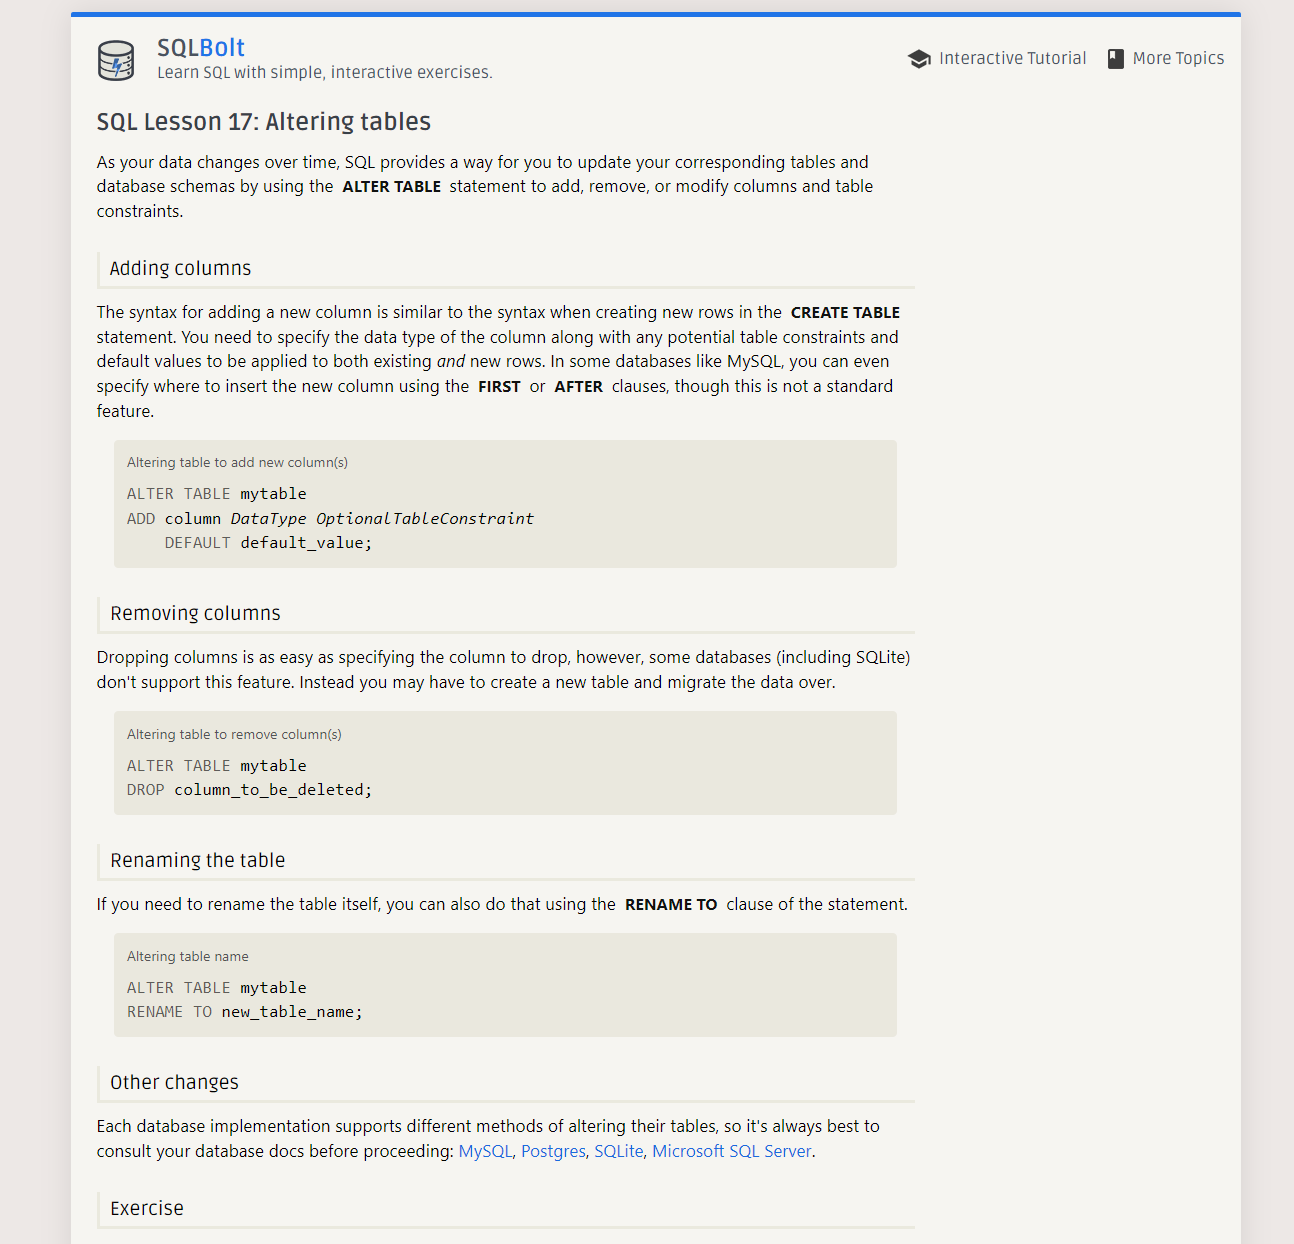 SQLBolt
Learn SQL with simple, interactive exercises.
Interactive Tutorial
More Topics
SQL Lesson 17: Altering tables
As your data changes over time, SQL provides a way for you to update your corresponding tables and
database schemas by using the ALTER TABLE statement to add, remove, or modify columns and table
constraints.
Adding columns
The syntax for adding a new column is similar to the syntax when creating new rows in the CREATE TABLE
statement. You need to specify the data type of the column along with any potential table constraints and
default values to be applied to both existing and new rows. In some databases like MySQL, you can even
specify where to insert the new column using the FIRST or AFTER clauses, though this is not a standard
feature.
Altering table to add new column(s)
ALTER TABLE mytable
ADD column DataType OptionalTableConstraint
    DEFAULT default_value;
Removing columns
Dropping columns is as easy as specifying the column to drop, however, some databases (including SQLite)
don't support this feature. Instead you may have to create a new table and migrate the data over.
Altering table to remove column(s)
ALTER TABLE mytable
DROP column_to_be_deleted;
Renaming the table
If you need to rename the table itself, you can also do that using the RENAME TO clause of the statement.
Altering table name
ALTER TABLE mytable
RENAME TO new_table_name;
Other changes
Each database implementation supports different methods of altering their tables, so it's always best to
consult your database docs before proceeding: MySQL, Postgres, SQLite, Microsoft SQL Server.
Exercise